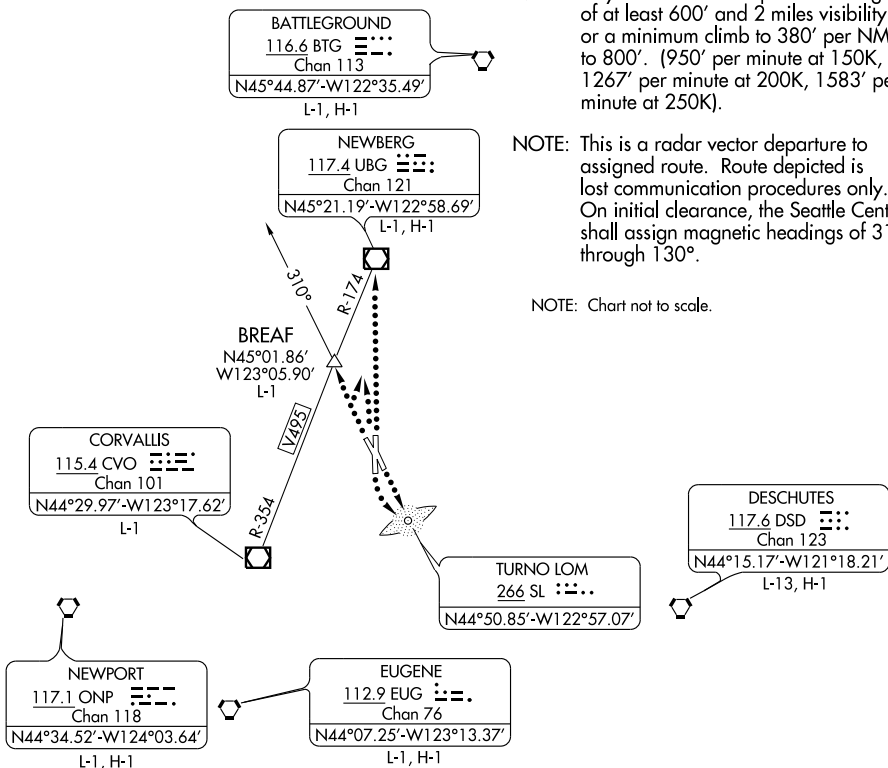 BATTLEGROUND
116.6 BTG
Chan 113
N45°44.87′-W122°35.49′
L-1, H-1
of at least 600′ and 2 miles visibility
or a minimum climb to 380′ per NM
to 800′. (950′ per minute at 150K,
1267′ per minute at 200K, 1583′ pe
minute at 250K).
NEWBERG
117.4 UBG
Chan 121
N45°21.19′-W122°58.69′
L-1, H-1
NOTE: This is a radar vector departure to
assigned route. Route depicted is
lost communication procedures only.
On initial clearance, the Seattle Cent
shall assign magnetic headings of 31
through 130°.
NOTE: Chart not to scale.
310°
R-174
BREAF
N45°01.86′
W123°05.90′
L-1
V495
R-354
CORVALLIS
115.4 CVO
Chan 101
N44°29.97′-W123°17.62′
L-1
TURNO LOM
266 SL
N44°50.85′-W122°57.07′
DESCHUTES
117.6 DSD
Chan 123
N44°15.17′-W121°18.21′
L-13, H-1
NEWPORT
117.1 ONP
Chan 118
N44°34.52′-W124°03.64′
L-1, H-1
EUGENE
112.9 EUG
Chan 76
N44°07.25′-W123°13.37′
L-1, H-1